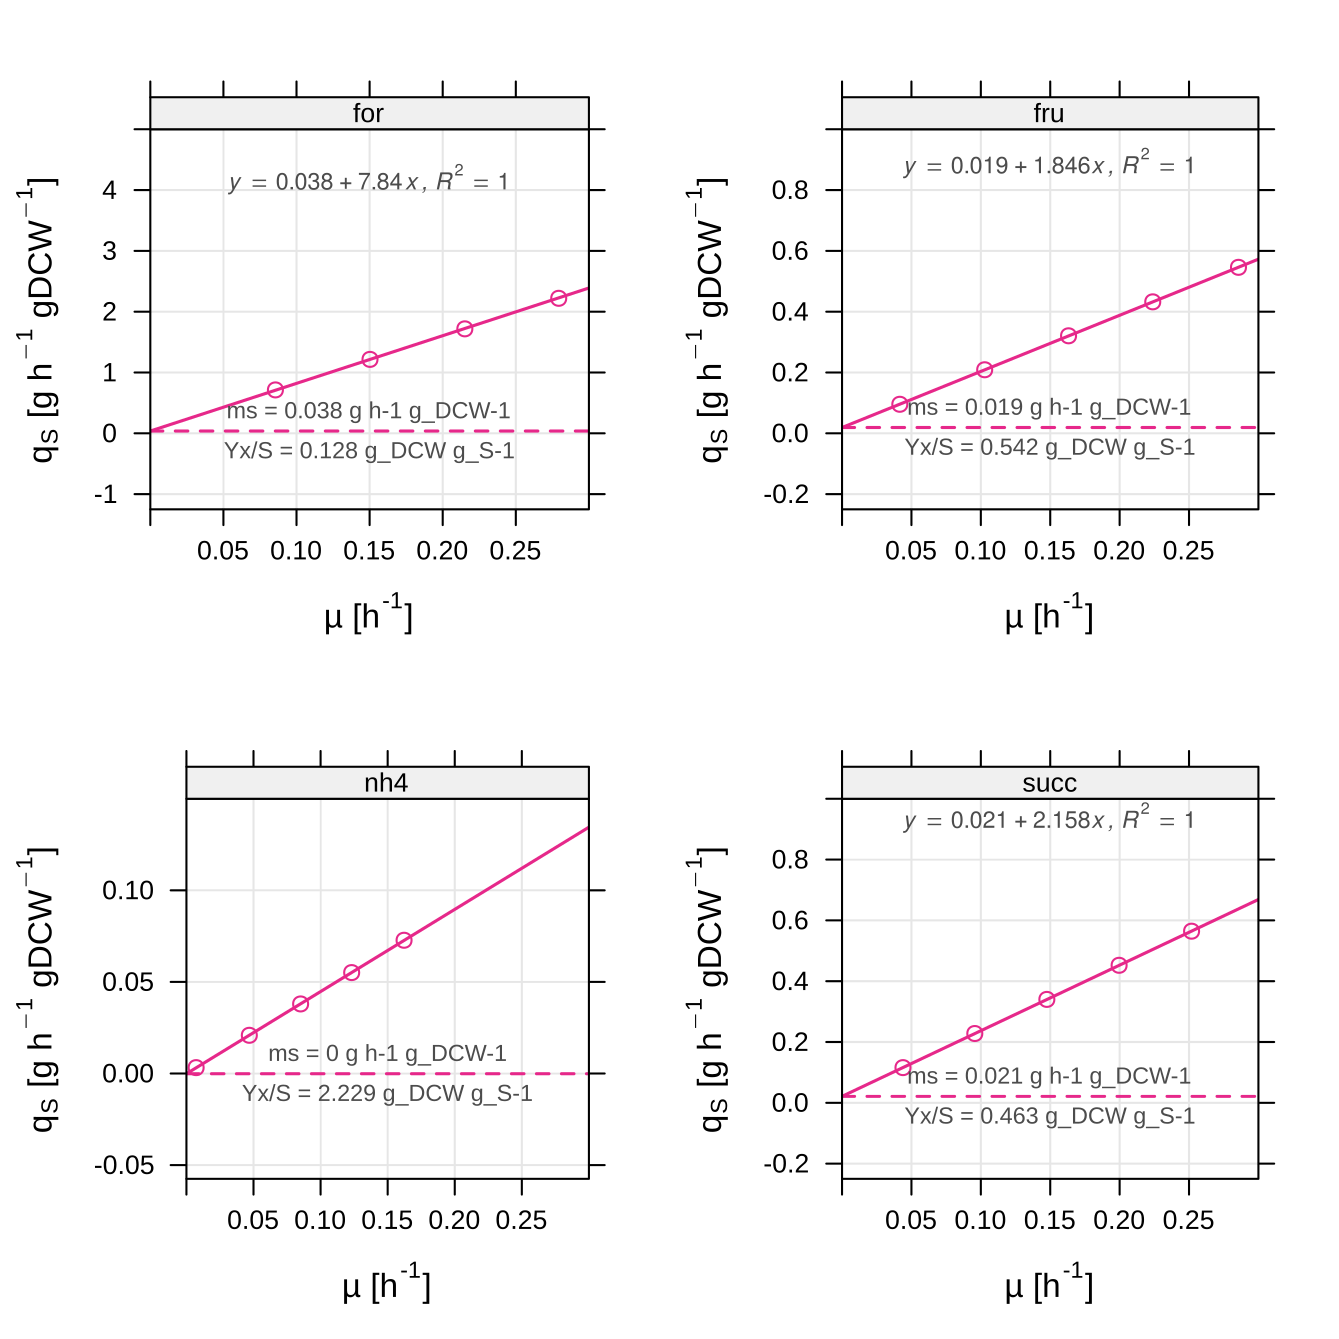 for
y = 0.038 + 7.84x, R² = 1
4
3
2
1
0
-1
ms = 0.038 g h-1 g_DCW-1
Yx/S = 0.128 g_DCW g_S-1
0.05 0.10 0.15 0.20 0.25
qS [g h⁻¹ gDCW⁻¹]
µ [h⁻¹]
fru
y = 0.019 + 1.846x, R² = 1
0.8
0.6
0.4
0.2
0.0
-0.2
ms = 0.019 g h-1 g_DCW-1
Yx/S = 0.542 g_DCW g_S-1
0.05 0.10 0.15 0.20 0.25
qS [g h⁻¹ gDCW⁻¹]
µ [h⁻¹]
nh4
0.10
0.05
0.00
-0.05
ms = 0 g h-1 g_DCW-1
Yx/S = 2.229 g_DCW g_S-1
0.05 0.10 0.15 0.20 0.25
qS [g h⁻¹ gDCW⁻¹]
µ [h⁻¹]
succ
y = 0.021 + 2.158x, R² = 1
0.8
0.6
0.4
0.2
0.0
-0.2
ms = 0.021 g h-1 g_DCW-1
Yx/S = 0.463 g_DCW g_S-1
0.05 0.10 0.15 0.20 0.25
qS [g h⁻¹ gDCW⁻¹]
µ [h⁻¹]